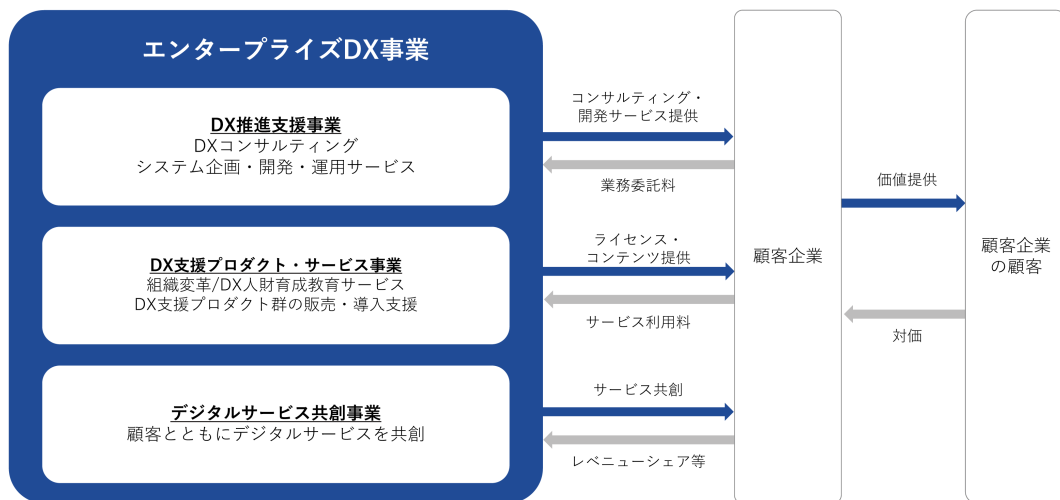 エンタープライズDX事業
DX推進支援事業
DXコンサルティング
システム企画・開発・運用サービス
コンサルティング・
開発サービス提供
業務委託料
DX支援プロダクト・サービス事業
組織変革/DX人財育成教育サービス
DX支援プロダクト群の販売・導入支援
ライセンス・
コンテンツ提供
サービス利用料
デジタルサービス共創事業
顧客とともにデジタルサービスを共創
サービス共創
レベニューシェア等
顧客企業
価値提供
対価
顧客企業
の顧客